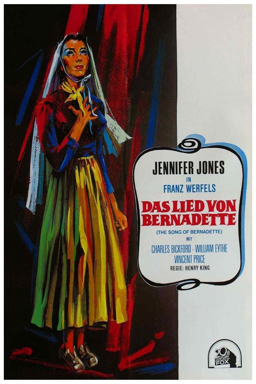 JENNIFER JONES
IN
FRANZ WERFELS
DAS LIED VON
BERNADETTE
(THE SONG OF BERNADETTE)
MIT
CHARLES BICKFORD - WILLIAM EYTHE
VINCENT PRICE
REGIE: HENRY KING
FOX